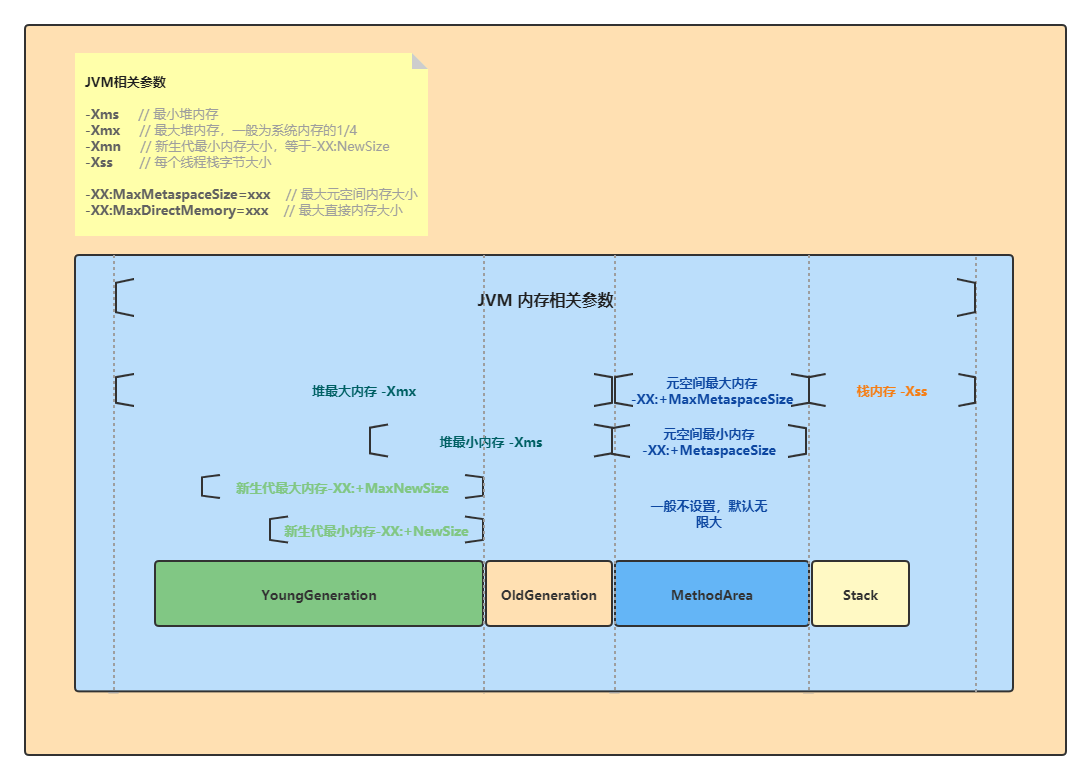 JVM相关参数
-Xms // 最小堆内存
-Xmx // 最大堆内存，一般为系统内存的1/4
-Xmn // 新生代最小内存大小，等于-XX:NewSize
-Xss // 每个线程栈字节大小
-XX:MaxMetaspaceSize=xxx // 最大元空间内存大小
-XX:MaxDirectMemory=xxx // 最大直接内存大小
JVM 内存相关参数
堆最大内存 -Xmx
元空间最大内存
-XX:+MaxMetaspaceSize
栈内存 -Xss
堆最小内存 -Xms
元空间最小内存
-XX:+MetaspaceSize
新生代最大内存-XX:+MaxNewSize
一般不设置，默认无
限大
新生代最小内存-XX:+NewSize
YoungGeneration
OldGeneration
MethodArea
Stack